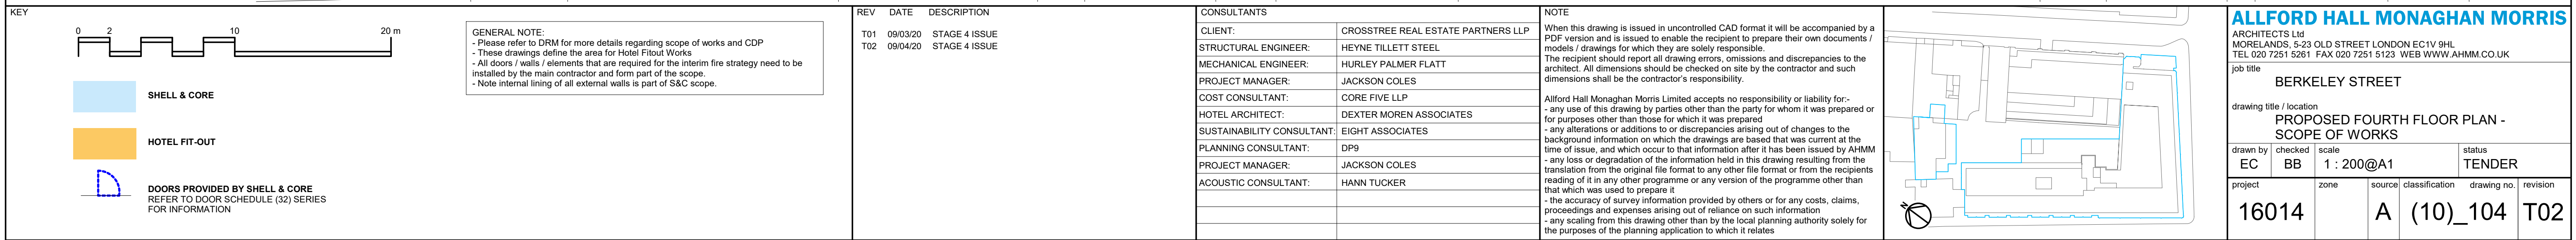 KEY
0 2 10 20 m
SHELL & CORE
HOTEL FIT-OUT
DOORS PROVIDED BY SHELL & CORE
REFER TO DOOR SCHEDULE (32) SERIES
FOR INFORMATION
GENERAL NOTE:
- Please refer to DRM for more details regarding scope of works and CDP
- These drawings define the area for Hotel Fitout Works
- All doors / walls / elements that are required for the interim fire strategy need to be
installed by the main contractor and form part of the scope.
- Note internal lining of all external walls is part of S&C scope.
REV DATE DESCRIPTION
T01 09/03/20 STAGE 4 ISSUE
T02 09/04/20 STAGE 4 ISSUE
CONSULTANTS
CLIENT: CROSSTREE REAL ESTATE PARTNERS LLP
STRUCTURAL ENGINEER: HEYNE TILLETT STEEL
MECHANICAL ENGINEER: HURLEY PALMER FLATT
PROJECT MANAGER: JACKSON COLES
COST CONSULTANT: CORE FIVE LLP
HOTEL ARCHITECT: DEXTER MOREN ASSOCIATES
SUSTAINABILITY CONSULTANT: EIGHT ASSOCIATES
PLANNING CONSULTANT: DP9
PROJECT MANAGER: JACKSON COLES
ACOUSTIC CONSULTANT: HANN TUCKER
NOTE
When this drawing is issued in uncontrolled CAD format it will be accompanied by a
PDF version and is issued to enable the recipient to prepare their own documents /
models / drawings for which they are solely responsible.
The recipient should report all drawing errors, omissions and discrepancies to the
architect. All dimensions should be checked on site by the contractor and such
dimensions shall be the contractor's responsibility.
Allford Hall Monaghan Morris Limited accepts no responsibility or liability for:-
- any use of this drawing by parties other than the party for whom it was prepared or
for purposes other than those for which it was prepared
- any alterations or additions to or discrepancies arising out of changes to the
background information on which the drawings are based that was current at the
time of issue, and which occur to that information after it has been issued by AHMM
- any loss or degradation of the information held in this drawing resulting from the
translation from the original file format to any other file format or from the recipients
reading of it in any other programme or any version of the programme other than
that which was used to prepare it
- the accuracy of survey information provided by others or for any costs, claims,
proceedings and expenses arising out of reliance on such information
- any scaling from this drawing other than by the local planning authority solely for
the purposes of the planning application to which it relates
N
ALLFORD HALL MONAGHAN MORRIS
ARCHITECTS Ltd
MORELANDS, 5-23 OLD STREET LONDON EC1V 9HL
TEL 020 7251 5261 FAX 020 7251 5123 WEB WWW.AHMM.CO.UK
job title
BERKELEY STREET
drawing title / location
PROPOSED FOURTH FLOOR PLAN -
SCOPE OF WORKS
drawn by checked scale status
EC BB 1 : 200@A1 TENDER
project zone source classification drawing no. revision
16014 A (10)_104 T02